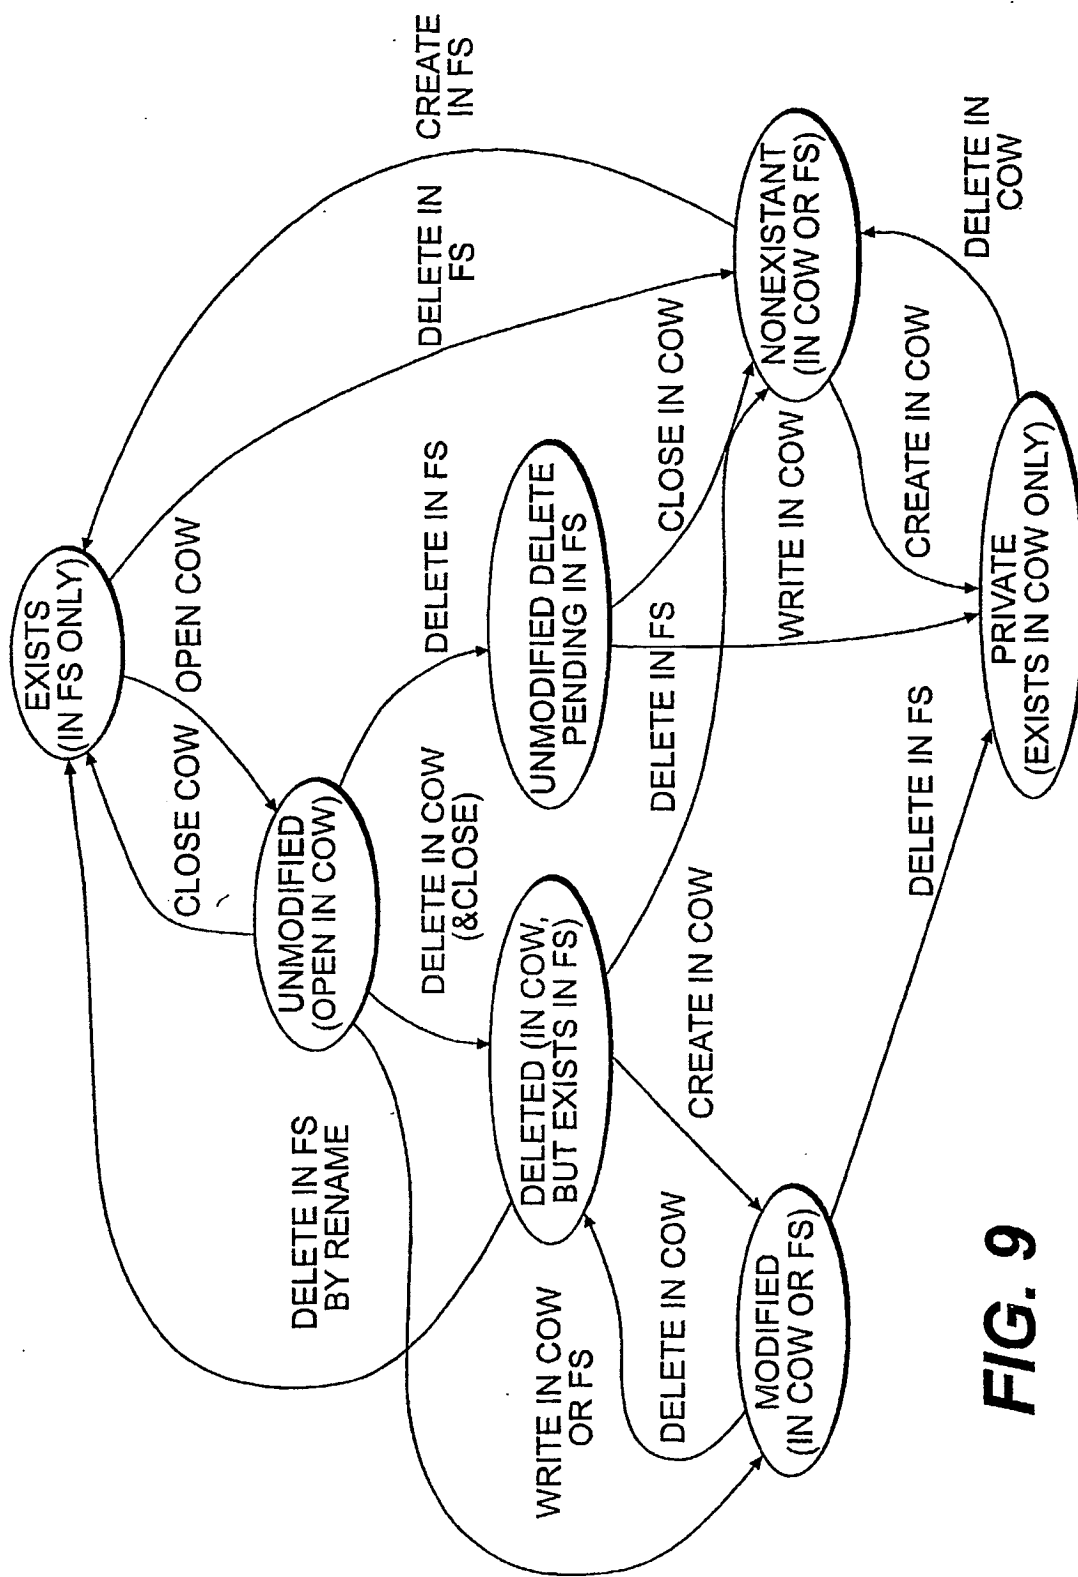 EXISTS
(IN FS ONLY)
CLOSE COW
OPEN COW
CREATE
IN FS
DELETE IN
FS
UNMODIFIED
(OPEN IN COW)
DELETE IN FS
BY RENAME
DELETE IN COW
(&CLOSE)
DELETE IN FS
DELETED (IN COW,
BUT EXISTS IN FS)
UNMODIFIED DELETE
PENDING IN FS
WRITE IN COW
OR FS
DELETE IN COW
CREATE IN COW
DELETE IN FS
CLOSE IN COW
WRITE IN COW
NONEXISTANT
(IN COW OR FS)
MODIFIED
(IN COW OR FS)
DELETE IN FS
CREATE IN COW
DELETE IN
COW
PRIVATE
(EXISTS IN COW ONLY)
FIG. 9